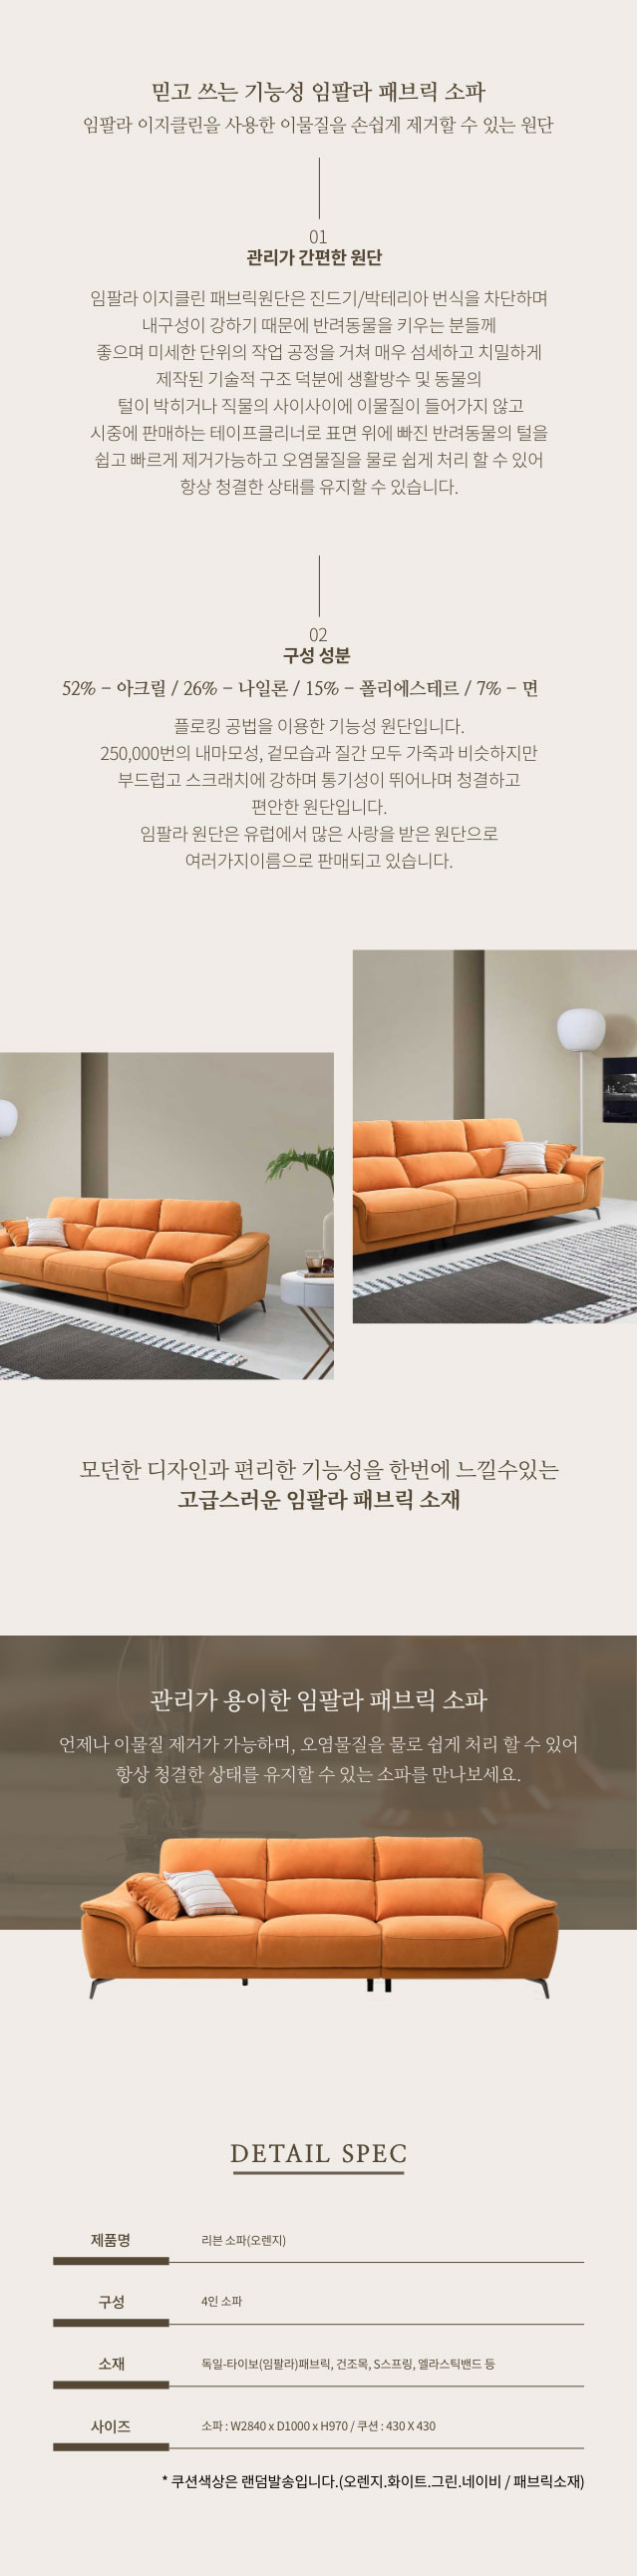 믿고 쓰는 기능성 임팔라 패브릭 소파
임팔라 이지클린을 사용한 이물질을 손쉽게 제거할 수 있는 원단
01
관리가 간편한 원단
임팔라 이지클린 패브릭원단은 진드기/박테리아 번식을 차단하며
내구성이 강하기 때문에 반려동물을 키우는 분들께
좋으며 미세한 단위의 작업 공정을 거쳐 매우 섬세하고 치밀하게
제작된 기술적 구조 덕분에 생활방수 및 동물의
털이 박히거나 직물의 사이사이에 이물질이 들어가지 않고
시중에 판매하는 테이프클리너로 표면 위에 빠진 반려동물의 털을
쉽고 빠르게 제거가능하고 오염물질을 물로 쉽게 처리 할 수 있어
항상 청결한 상태를 유지할 수 있습니다.
02
구성 성분
52% - 아크릴 / 26% - 나일론 / 15% - 폴리에스테르 / 7% - 면
플로킹 공법을 이용한 기능성 원단입니다.
250,000번의 내마모성, 겉모습과 질간 모두 가죽과 비슷하지만
부드럽고 스크래치에 강하며 통기성이 뛰어나며 청결하고
편안한 원단입니다.
임팔라 원단은 유럽에서 많은 사랑을 받은 원단으로
여러가지이름으로 판매되고 있습니다.
모던한 디자인과 편리한 기능성을 한번에 느낄수있는
고급스러운 임팔라 패브릭 소재
관리가 용이한 임팔라 패브릭 소파
언제나 이물질 제거가 가능하며, 오염물질을 물로 쉽게 처리 할 수 있어
항상 청결한 상태를 유지할 수 있는 소파를 만나보세요.
DETAIL SPEC
제품명 리븐 소파(오렌지)
구성 4인 소파
소재 독일-타이보(임팔라)패브릭, 건조목, S스프링, 엘라스틱밴드 등
사이즈 소파 : W2840 x D1000 x H970 / 쿠션 : 430 X 430
* 쿠션색상은 랜덤발송입니다.(오렌지.화이트.그린.네이비 / 패브릭소재)